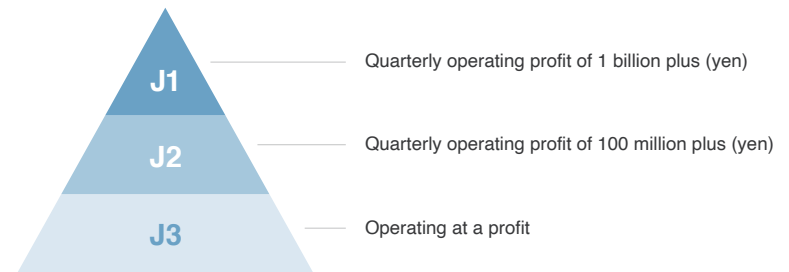 J1
Quarterly operating profit of 1 billion plus (yen)
J2
Quarterly operating profit of 100 million plus (yen)
J3
Operating at a profit